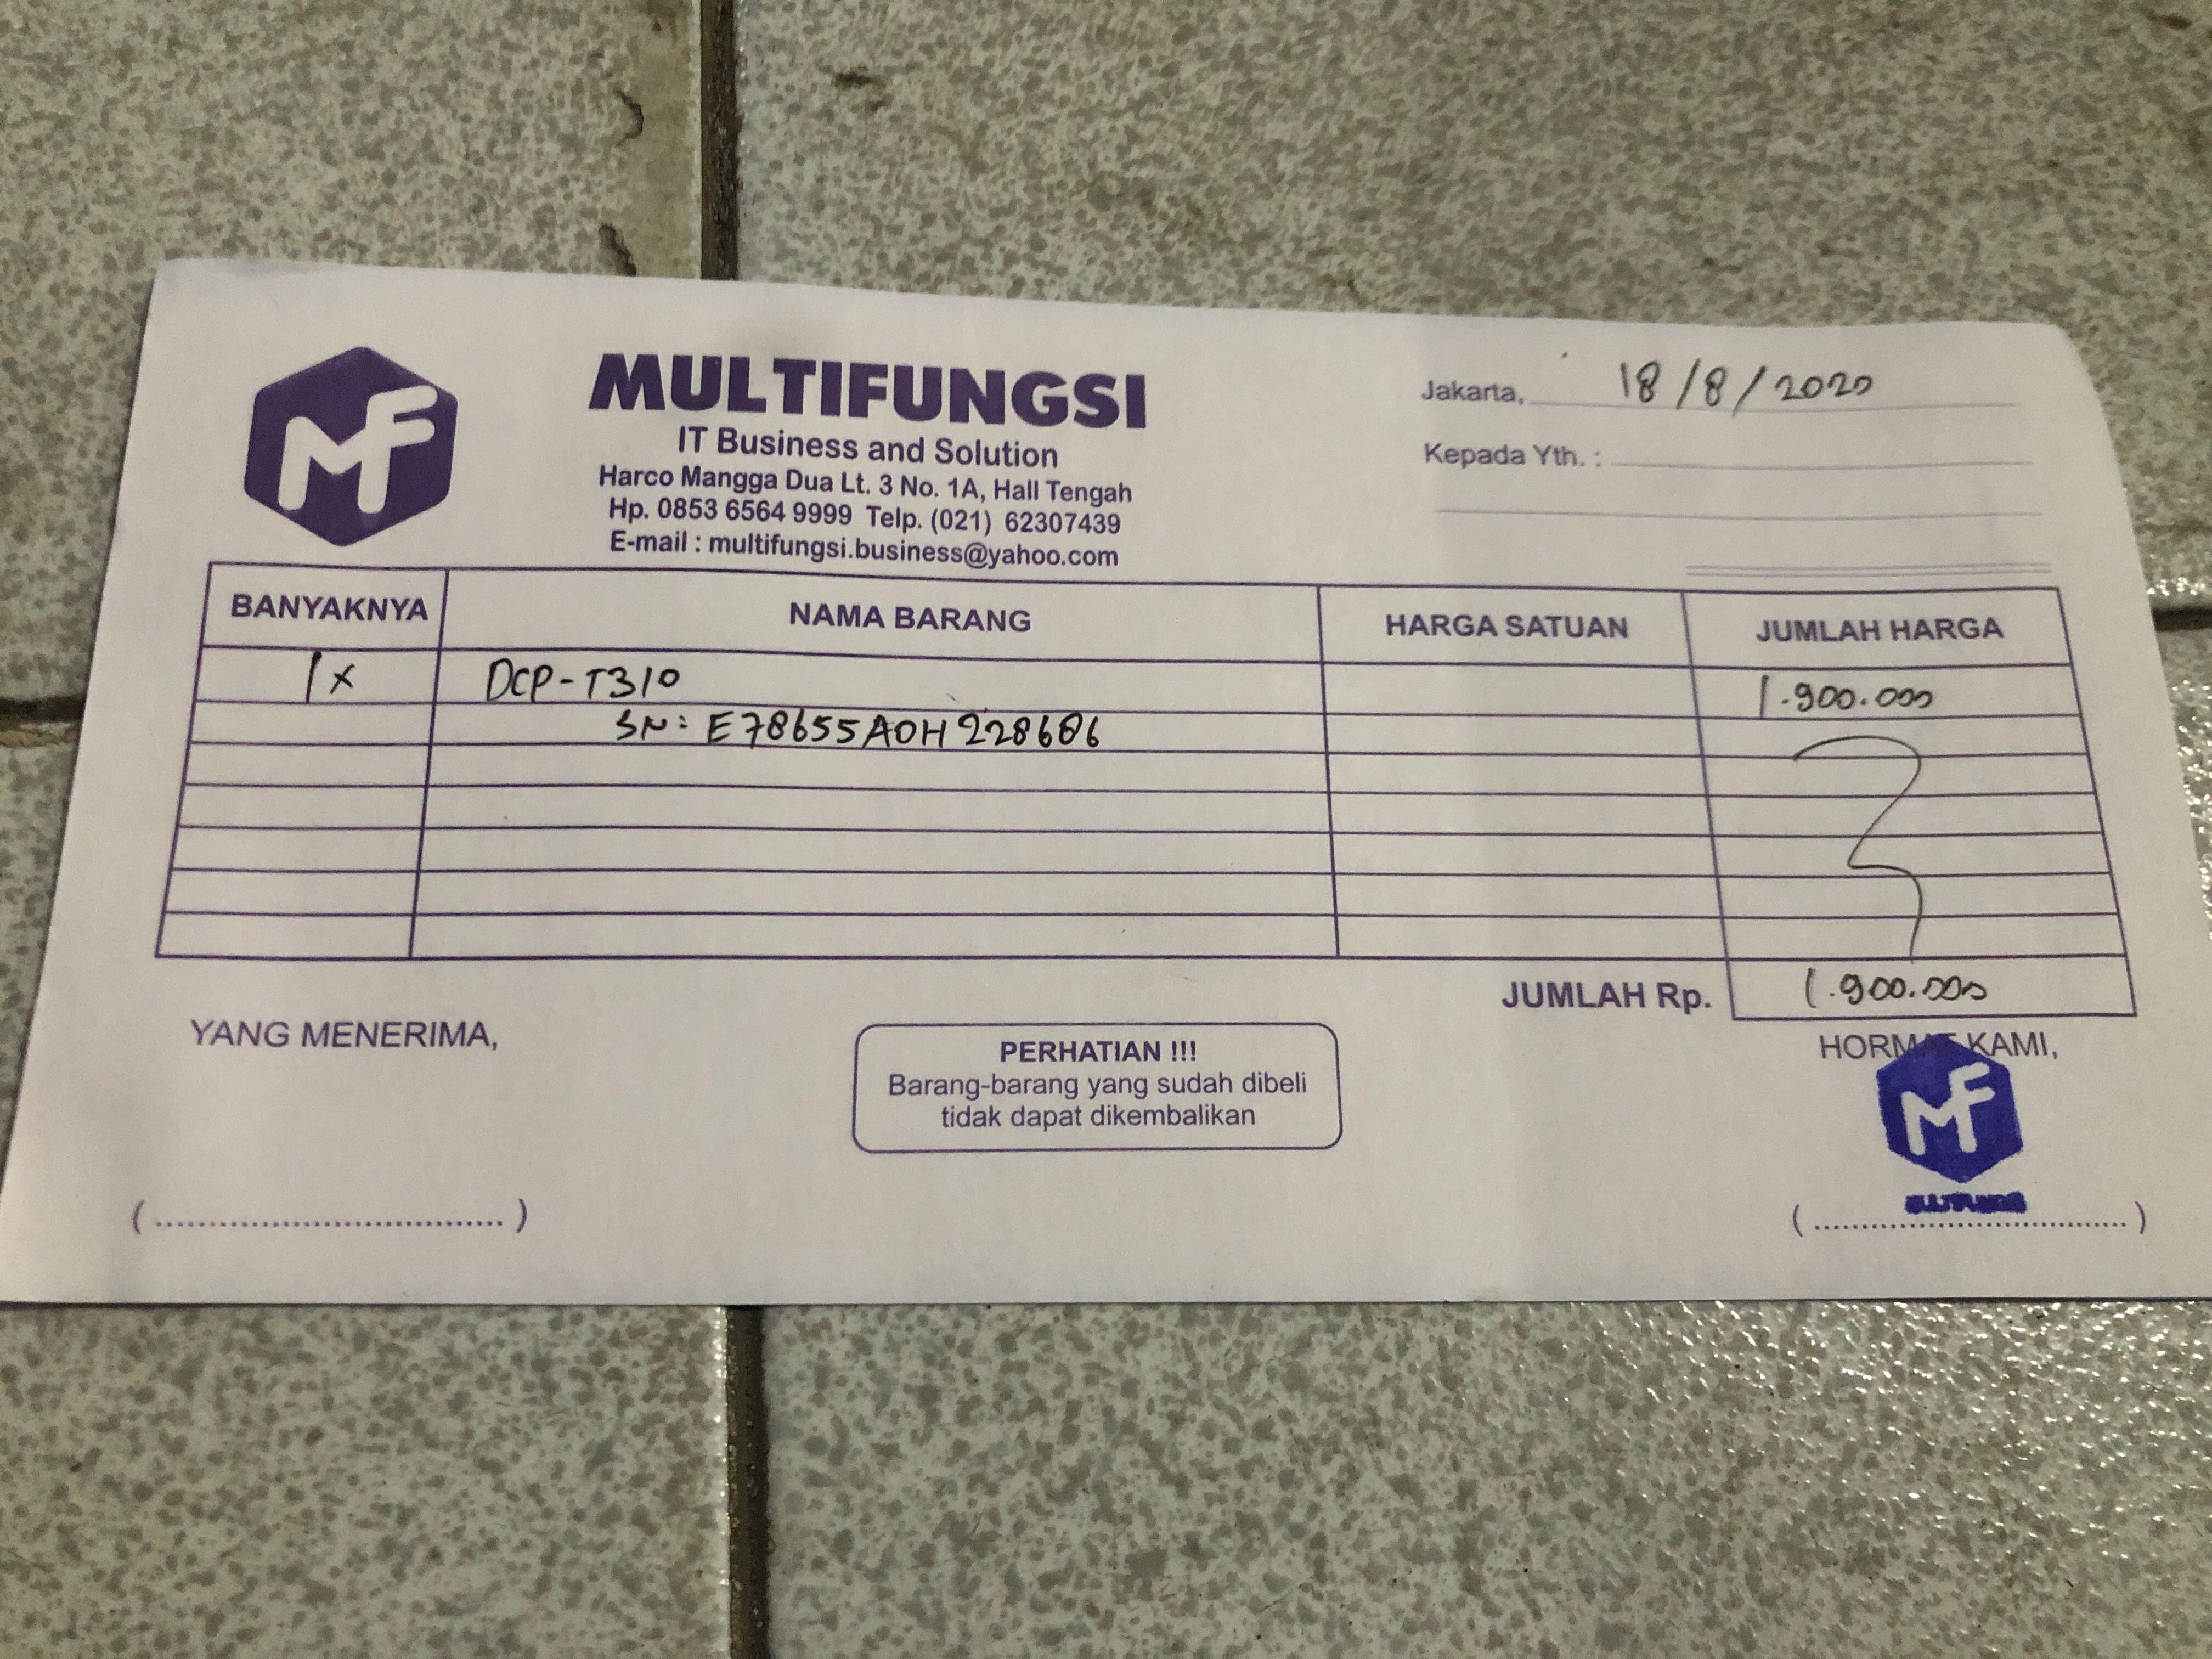 MF
MULTIFUNGSI
IT Business and Solution
Harco Mangga Dua Lt. 3 No. 1A, Hall Tengah
Hp. 0853 6564 9999 Telp. (021) 62307439
E-mail : multifungsi.business@yahoo.com
Jakarta, 18/8/2020
Kepada Yth. :
BANYAKNYA NAMA BARANG HARGA SATUAN JUMLAH HARGA
1x DCP-T310 1.900.000
SN: E78655A0H228686
JUMLAH Rp. 1.900.000
YANG MENERIMA,
PERHATIAN !!!
Barang-barang yang sudah dibeli
tidak dapat dikembalikan
HORMAT KAMI,
MF
MULTIFUNGSI
(....................................)
(....................................)